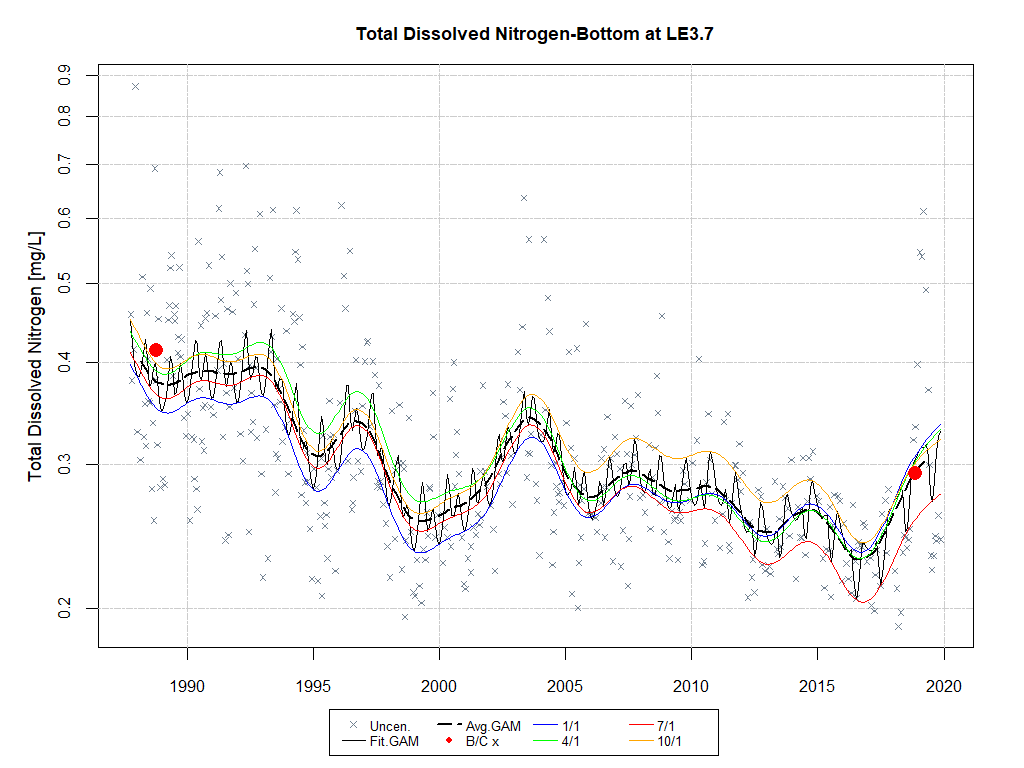 Total Dissolved Nitrogen-Bottom at LE3.7
Total Dissolved Nitrogen [mg/L]
0.9
0.8
0.7
0.6
0.5
0.4
0.3
0.2
1990 1995 2000 2005 2010 2015 2020
Uncen. Avg.GAM 1/1 7/1
Fit.GAM B/C x 4/1 10/1